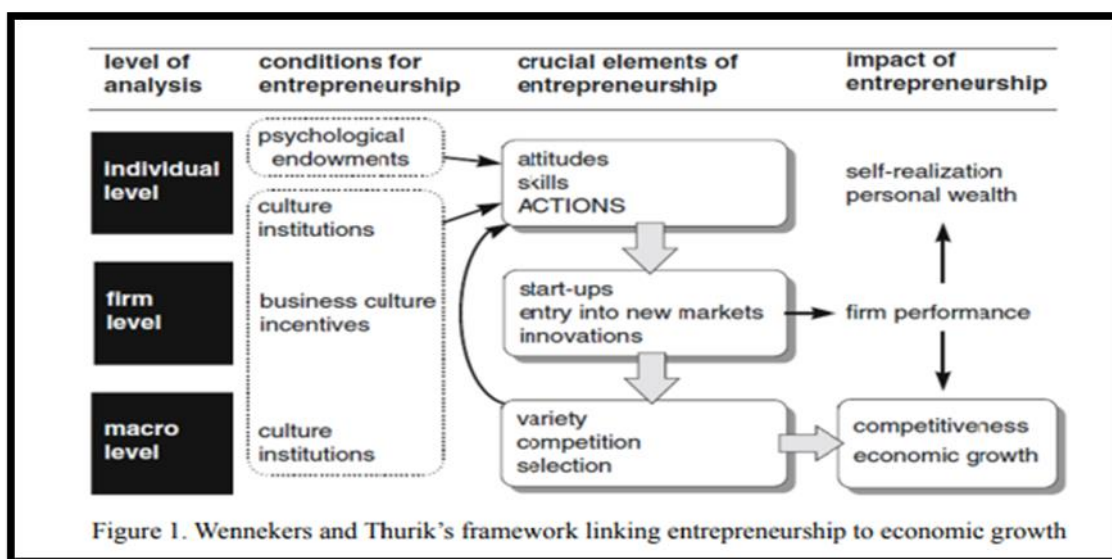 level of analysis
conditions for entrepreneurship
crucial elements of entrepreneurship
impact of entrepreneurship
individual level
psychological endowments
culture
institutions
attitudes
skills
ACTIONS
self-realization
personal wealth
firm level
business culture
incentives
start-ups
entry into new markets
innovations
firm performance
macro level
culture
institutions
variety
competition
selection
competitiveness
economic growth
Figure 1. Wennekers and Thurik's framework linking entrepreneurship to economic growth